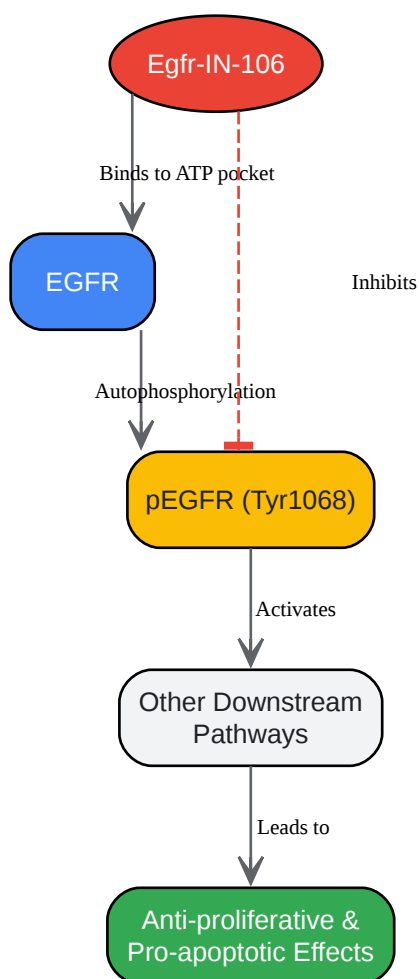 Egfr-IN-106
Binds to ATP pocket
EGFR
Inhibits
Autophosphorylation
pEGFR (Tyr1068)
Activates
Other Downstream
Pathways
Leads to
Anti-proliferative &
Pro-apoptotic Effects